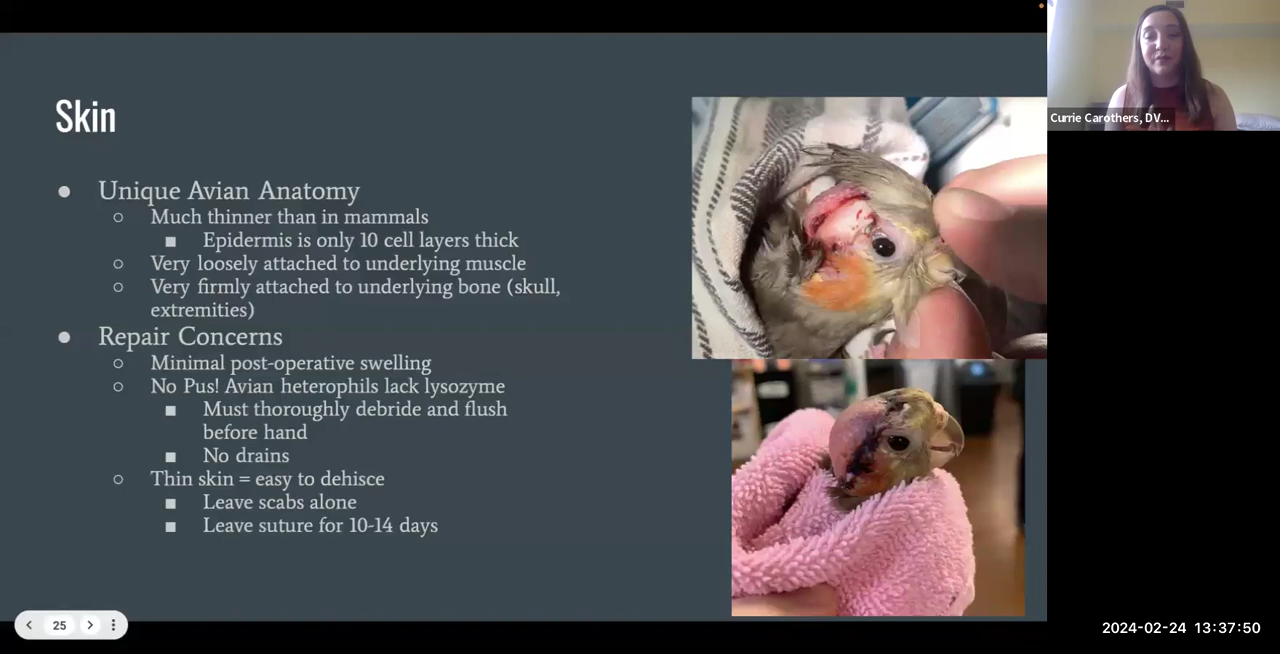 Skin
Unique Avian Anatomy
Much thinner than in mammals
Epidermis is only 10 cell layers thick
Very loosely attached to underlying muscle
Very firmly attached to underlying bone (skull,
extremities)
Repair Concerns
Minimal post-operative swelling
No Pus! Avian heterophils lack lysozyme
Must thoroughly debride and flush
before hand
No drains
Thin skin = easy to dehisce
Leave scabs alone
Leave suture for 10-14 days
25
Currie Carothers, DV...
2024-02-24 13:37:50